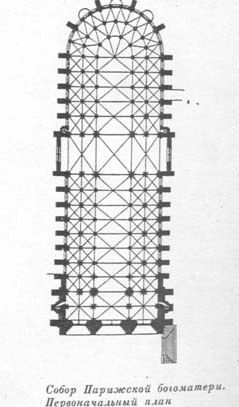 Собор Парижской богоматери.
Первоначальный план